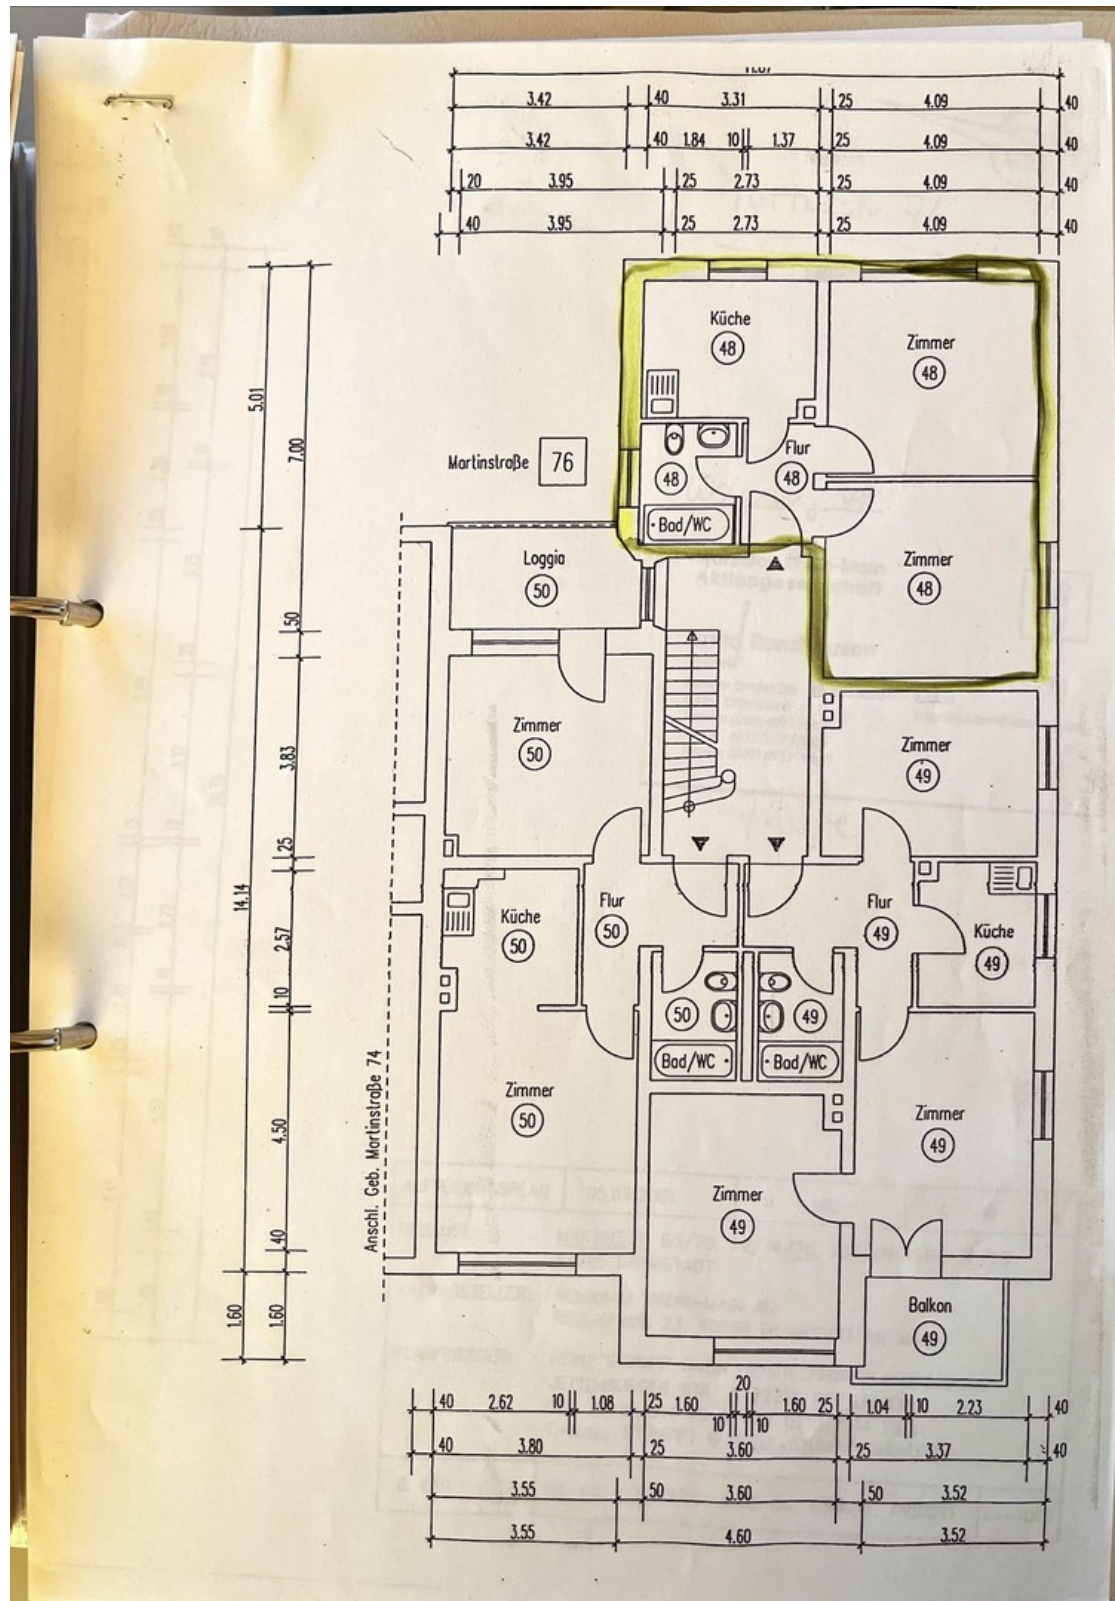 3.42 40 3.31 25 4.09 40
3.42 40 1.84 10 1.37 25 4.09 40
20 3.95 25 2.73 25 4.09 40
40 3.95 25 2.73 25 4.09 40
Küche
48
Zimmer
48
5.01
7.00
Martinstraße 76
Flur
48
48
Bad/WC
Loggia
50
Zimmer
48
50
Zimmer
50
Zimmer
49
3.83
25
14.14
Küche
50
Flur
50
Flur
49
Küche
49
2.57
10
50
49
Bad/WC
Bad/WC
Anschl. Geb. Martinstraße 74
Zimmer
50
Zimmer
49
4.50
Zimmer
49
40
1.60
1.60
Balkon
49
20
40 2.62 10 1.08 25 1.60 1.60 25 1.04 10 2.23 40
10 10
40 3.80 25 3.60 25 3.37 40
3.55 50 3.60 50 3.52
3.55 4.60 3.52